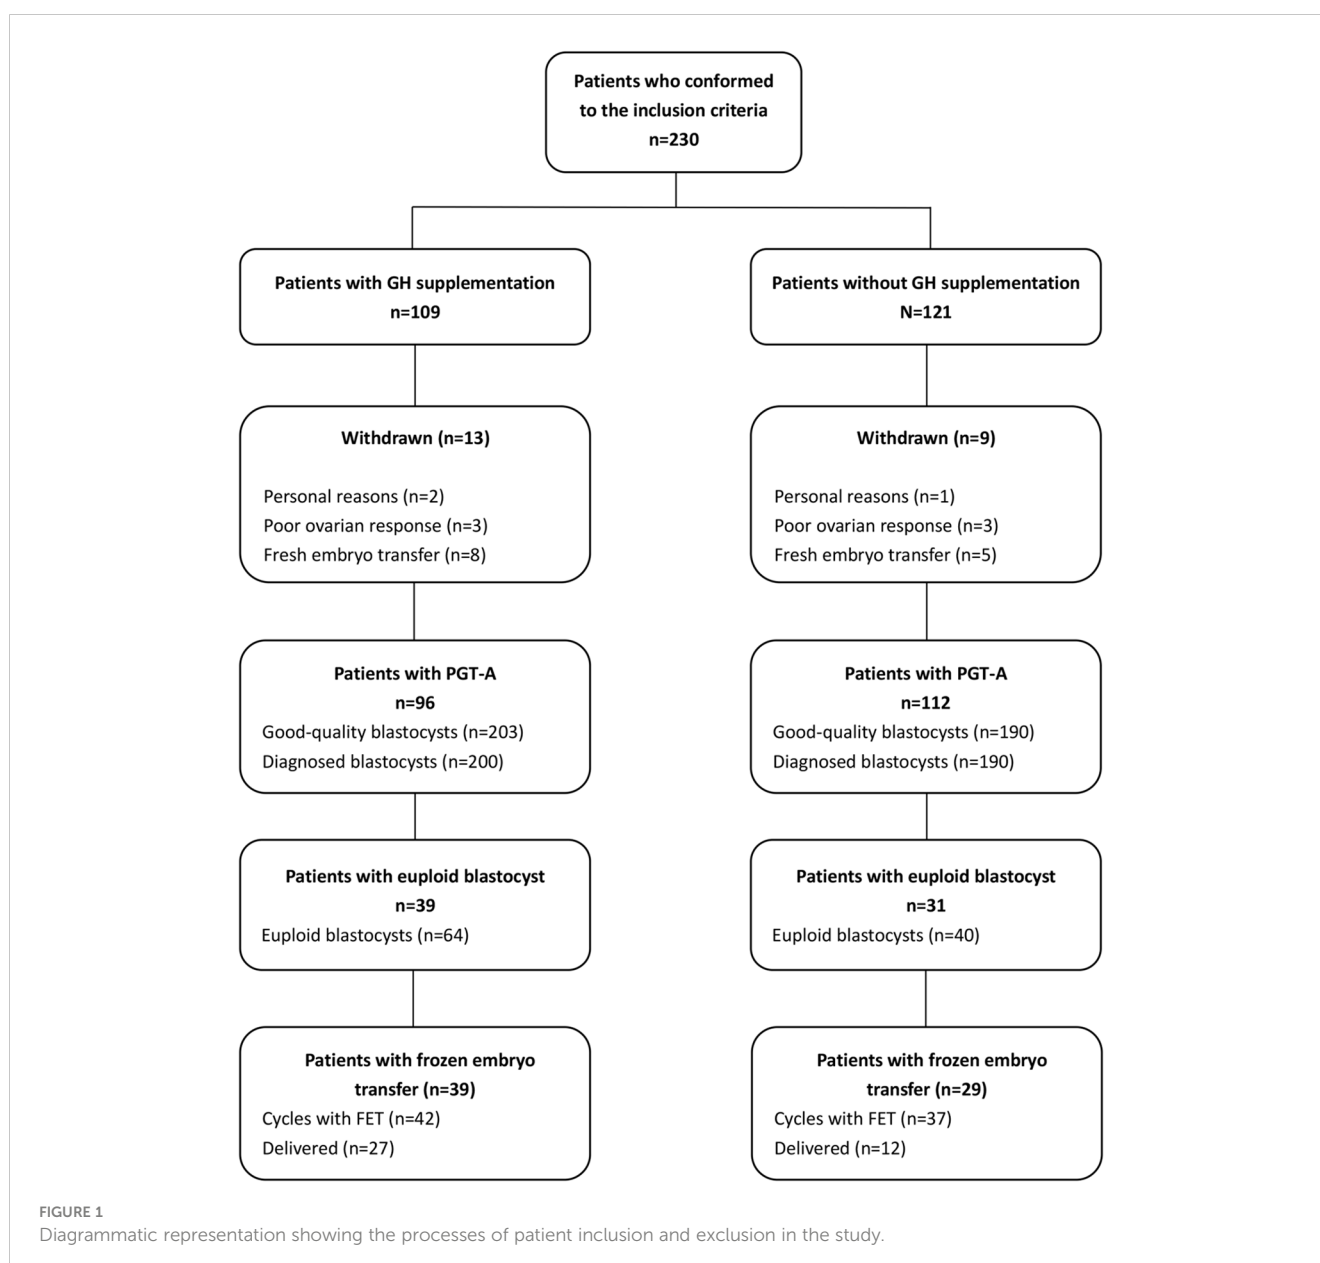 Patients who conformed
to the inclusion criteria
n=230
Patients with GH supplementation
n=109
Patients without GH supplementation
N=121
Withdrawn (n=13)
Personal reasons (n=2)
Poor ovarian response (n=3)
Fresh embryo transfer (n=8)
Withdrawn (n=9)
Personal reasons (n=1)
Poor ovarian response (n=3)
Fresh embryo transfer (n=5)
Patients with PGT-A
n=96
Good-quality blastocysts (n=203)
Diagnosed blastocysts (n=200)
Patients with PGT-A
n=112
Good-quality blastocysts (n=190)
Diagnosed blastocysts (n=190)
Patients with euploid blastocyst
n=39
Euploid blastocysts (n=64)
Patients with euploid blastocyst
n=31
Euploid blastocysts (n=40)
Patients with frozen embryo
transfer (n=39)
Cycles with FET (n=42)
Delivered (n=27)
Patients with frozen embryo
transfer (n=29)
Cycles with FET (n=37)
Delivered (n=12)
FIGURE 1
Diagrammatic representation showing the processes of patient inclusion and exclusion in the study.